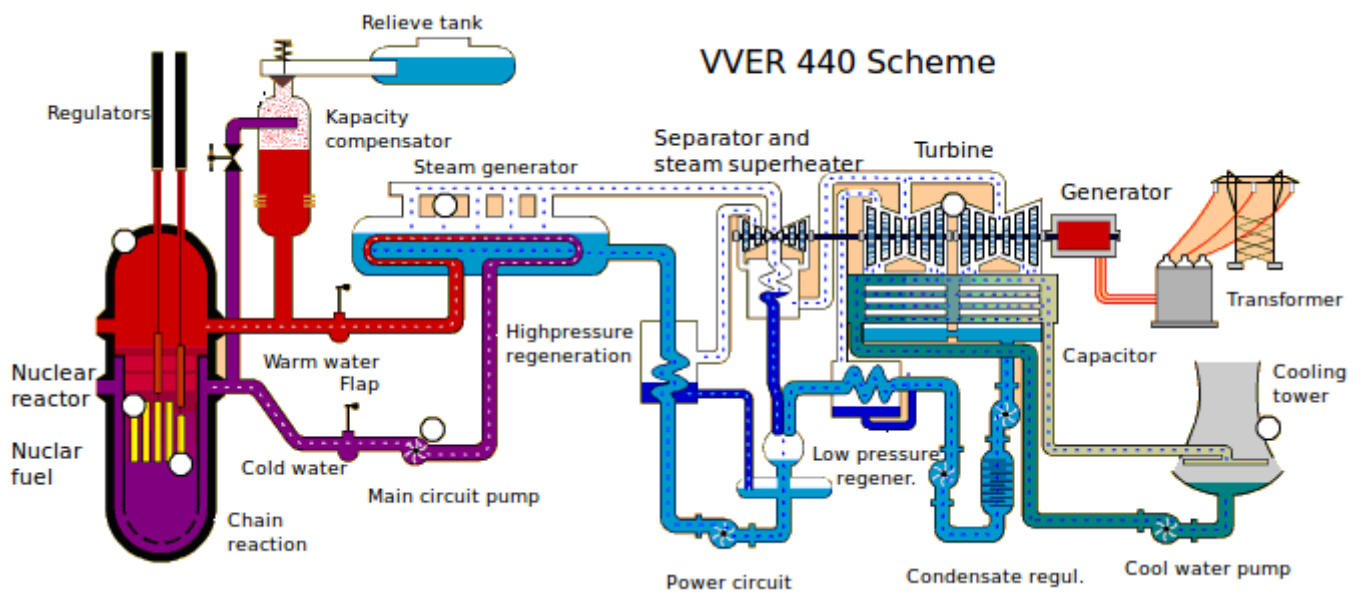 Relieve tank
VVER 440 Scheme
Regulators
Kapacity
compensator
Separator and
steam superheater
Turbine
Steam generator
Generator
Transformer
Highpressure
regeneration
Warm water
Flap
Capacitor
Nuclear
reactor
Cooling
tower
Nuclar
fuel
Cold water
Low pressure
regener.
Main circuit pump
Chain
reaction
Power circuit
Condensate regul.
Cool water pump